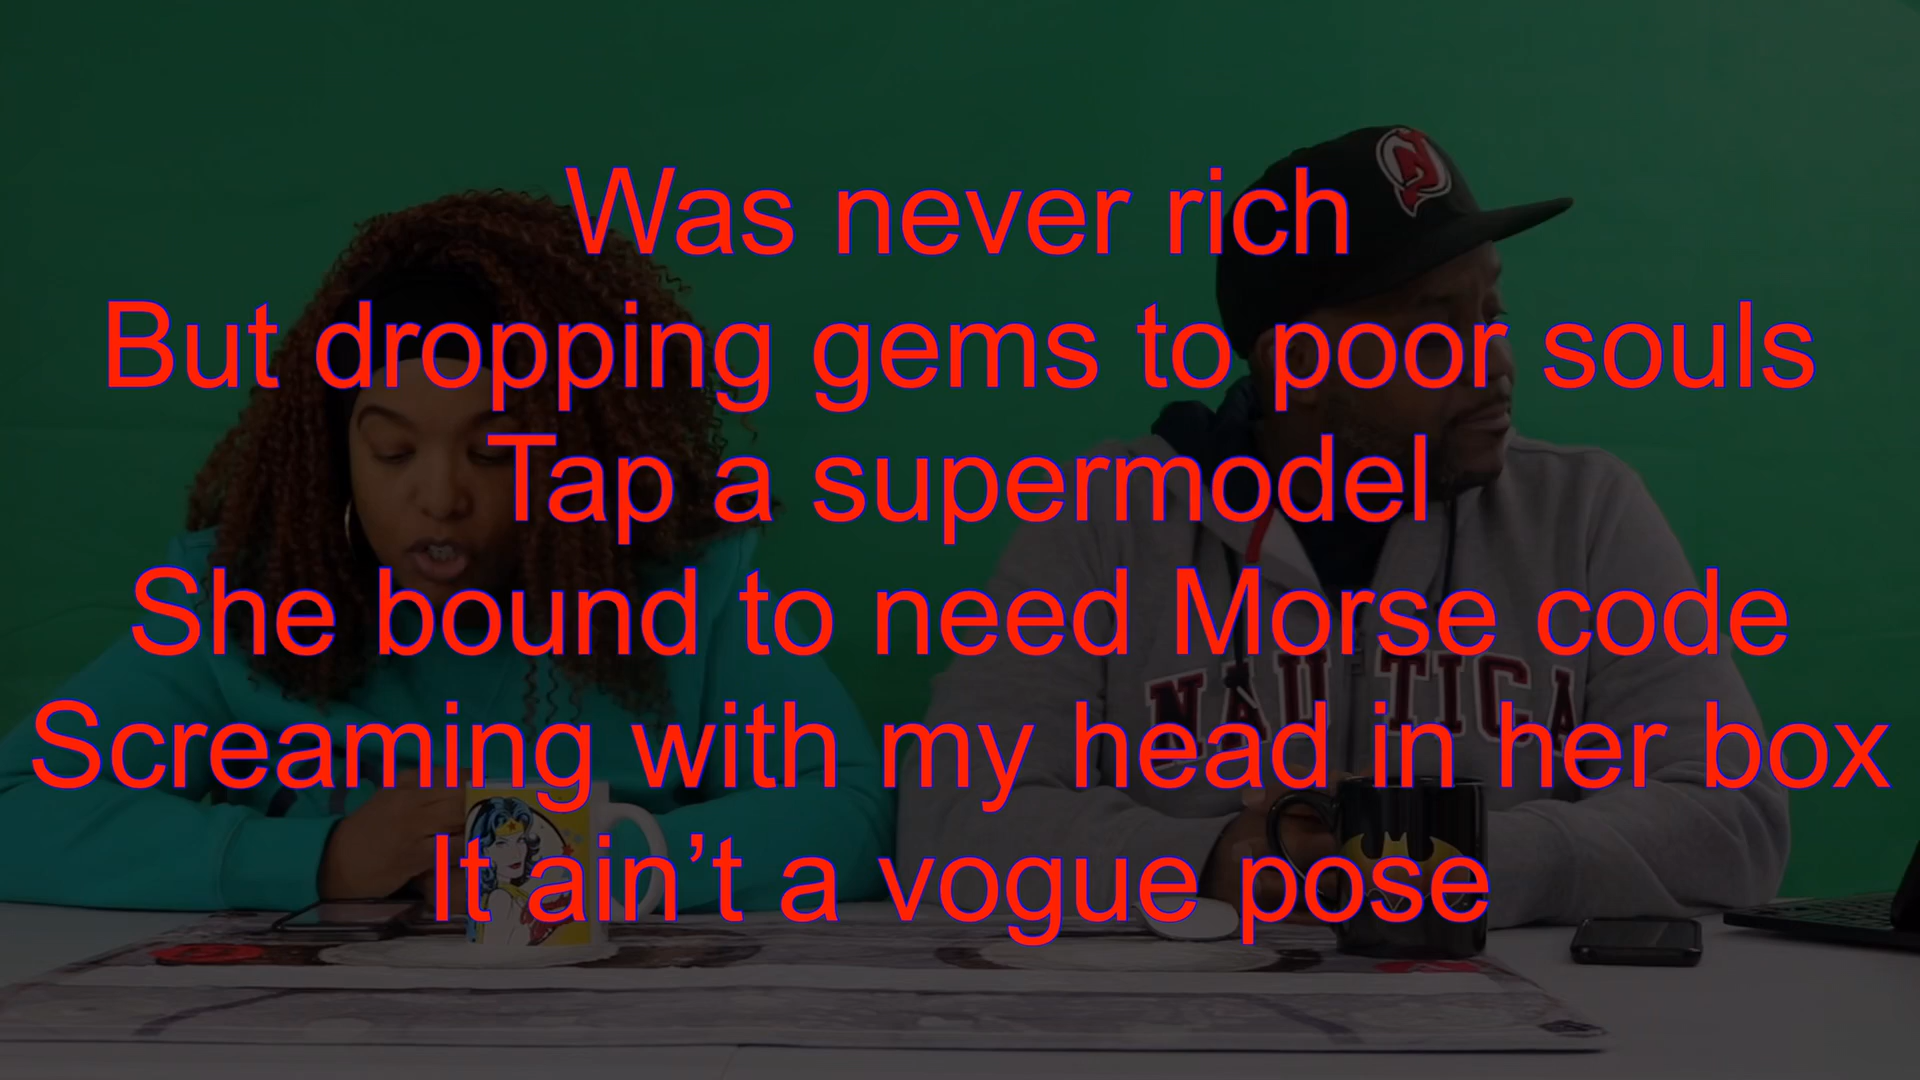 Was never rich
But dropping gems to poor souls
Tap a supermodel
She bound to need Morse code
NAUTICA
Screaming with my head in her box
It ain’t a vogue pose